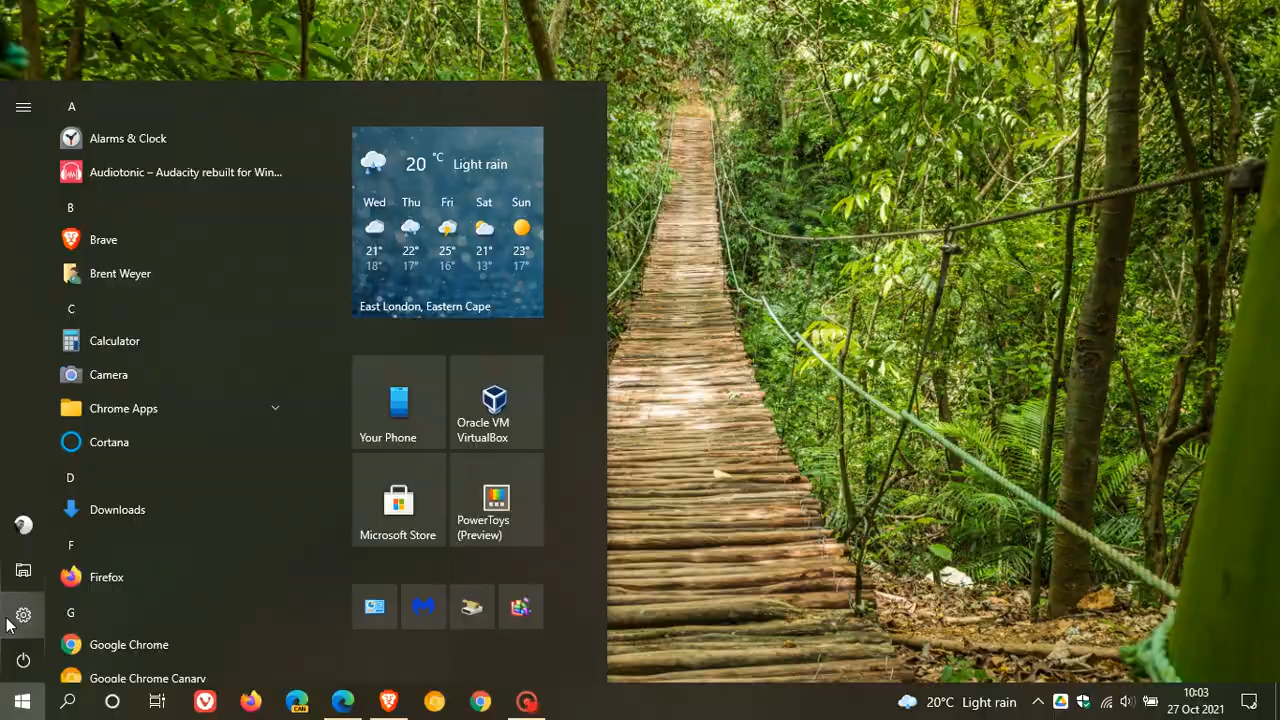 A
Alarms & Clock
Audiotonic – Audacity rebuilt for Win...
B
Brave
Brent Weyer
C
Calculator
Camera
Chrome Apps
Cortana
D
Downloads
F
Firefox
G
Google Chrome
Google Chrome Canary
20 °C Light rain
Wed Thu Fri Sat Sun
21° 22° 25° 21° 23°
18° 17° 16° 13° 17°
East London, Eastern Cape
Your Phone
Oracle VM
VirtualBox
Microsoft Store
PowerToys
(Preview)
CAN
20°C Light rain
10:03
27 Oct 2021